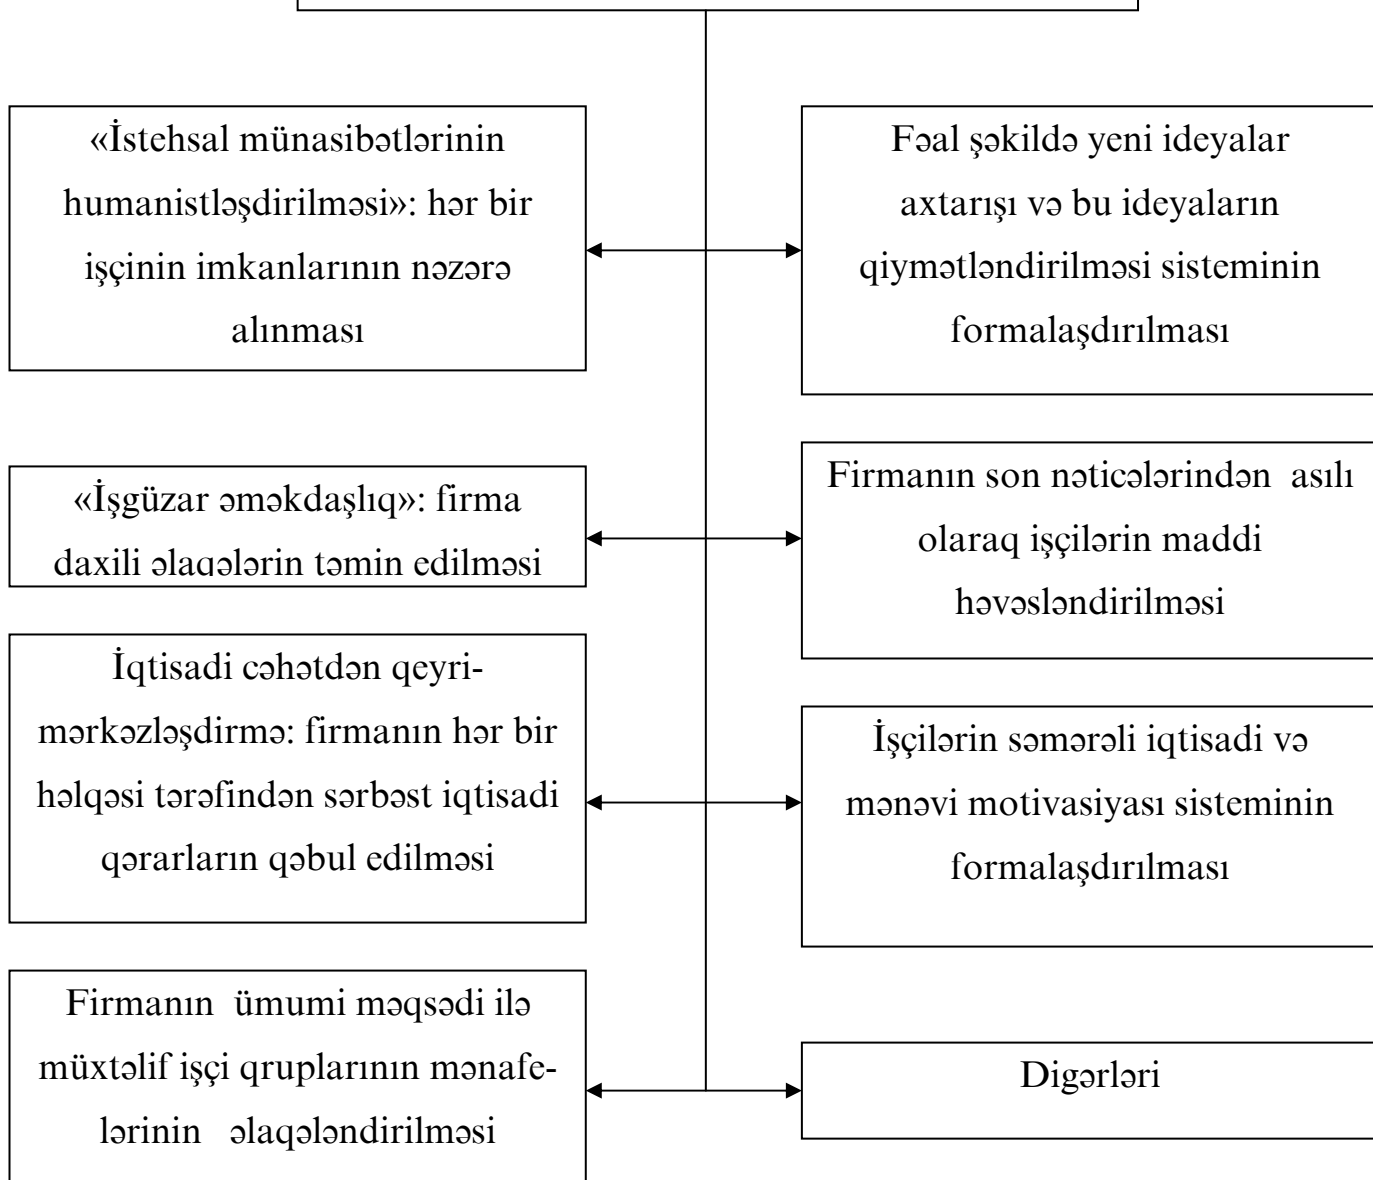 «İstehsal münasibətlərinin
humanistləşdirilməsi»: hər bir
işçinin imkanlarının nəzərə
alınması
Fəal şəkildə yeni ideyalar
axtarışı və bu ideyaların
qiymətləndirilməsi sisteminin
formalaşdırılması
«İşgüzar əməkdaşlıq»: firma
daxili əlaqələrin təmin edilməsi
Firmanın son nəticələrindən asılı
olaraq işçilərin maddi
həvəsləndirilməsi
İqtisadi cəhətdən qeyri-
mərkəzləşdirmə: firmanın hər bir
həlqəsi tərəfindən sərbəst iqtisadi
qərarların qəbul edilməsi
İşçilərin səmərəli iqtisadi və
mənəvi motivasiyası sisteminin
formalaşdırılması
Firmanın ümumi məqsədi ilə
müxtəlif işçi qruplarının mənafe-
lərinin əlaqələndirilməsi
Digərləri